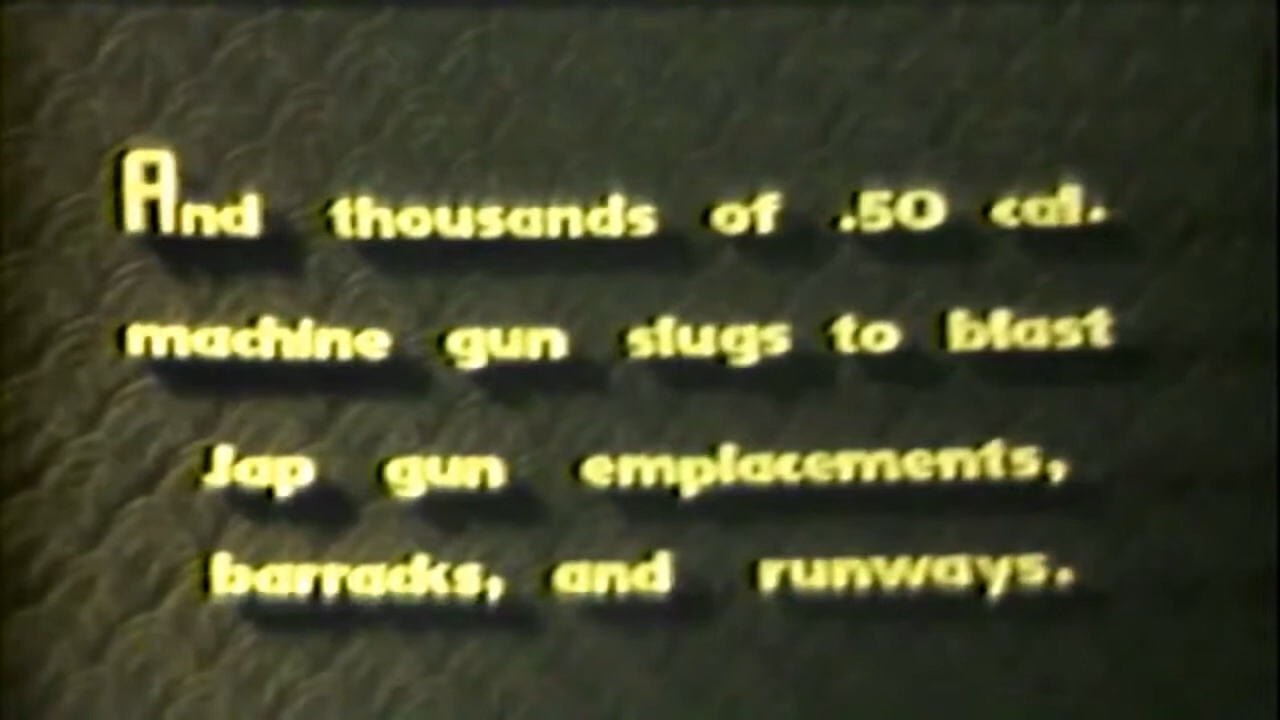 And thousands of .50 cal.
machine gun slugs to blast
Jap gun emplacements,
barracks, and runways.